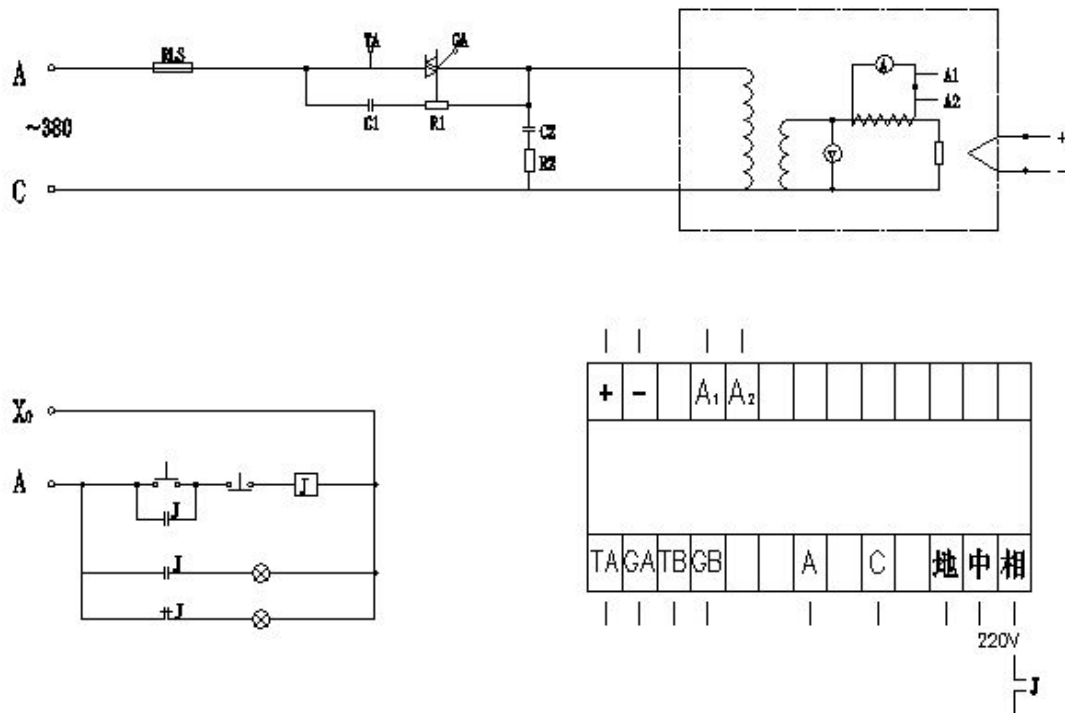 TA GA
A RLS
A A1
A2
~380 C1 R1 C2
V +
R2
C -
+ - A1 A2
X0
A J
J
TA GA TB GB A C 地 中 相
J
J
220V
J